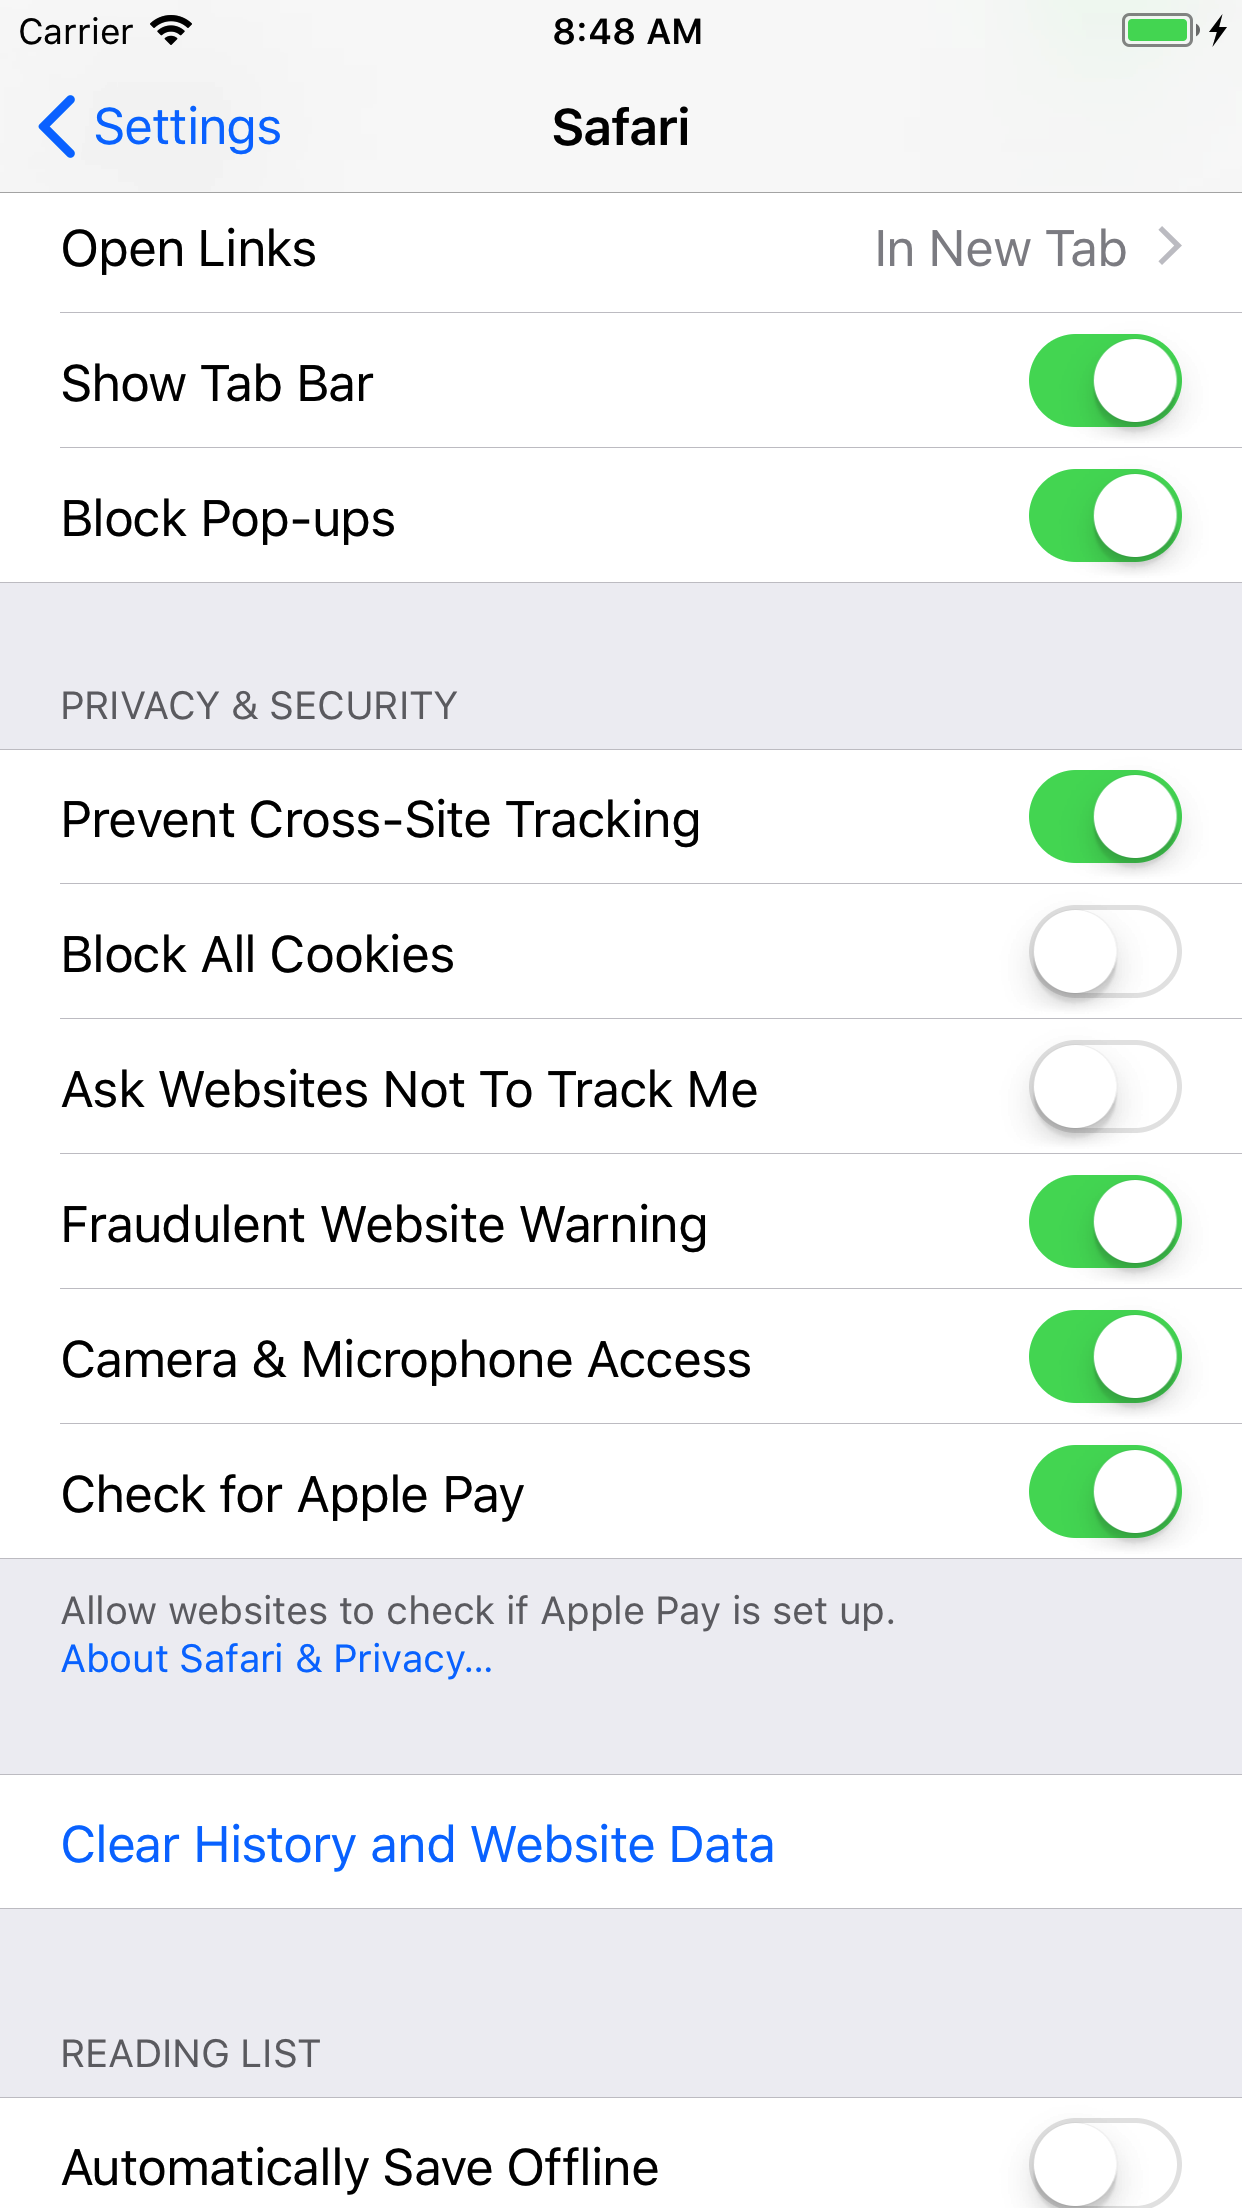 Carrier 8:48 AM
Settings Safari
Open Links In New Tab
Show Tab Bar
Block Pop-ups
PRIVACY & SECURITY
Prevent Cross-Site Tracking
Block All Cookies
Ask Websites Not To Track Me
Fraudulent Website Warning
Camera & Microphone Access
Check for Apple Pay
Allow websites to check if Apple Pay is set up.
About Safari & Privacy...
Clear History and Website Data
READING LIST
Automatically Save Offline